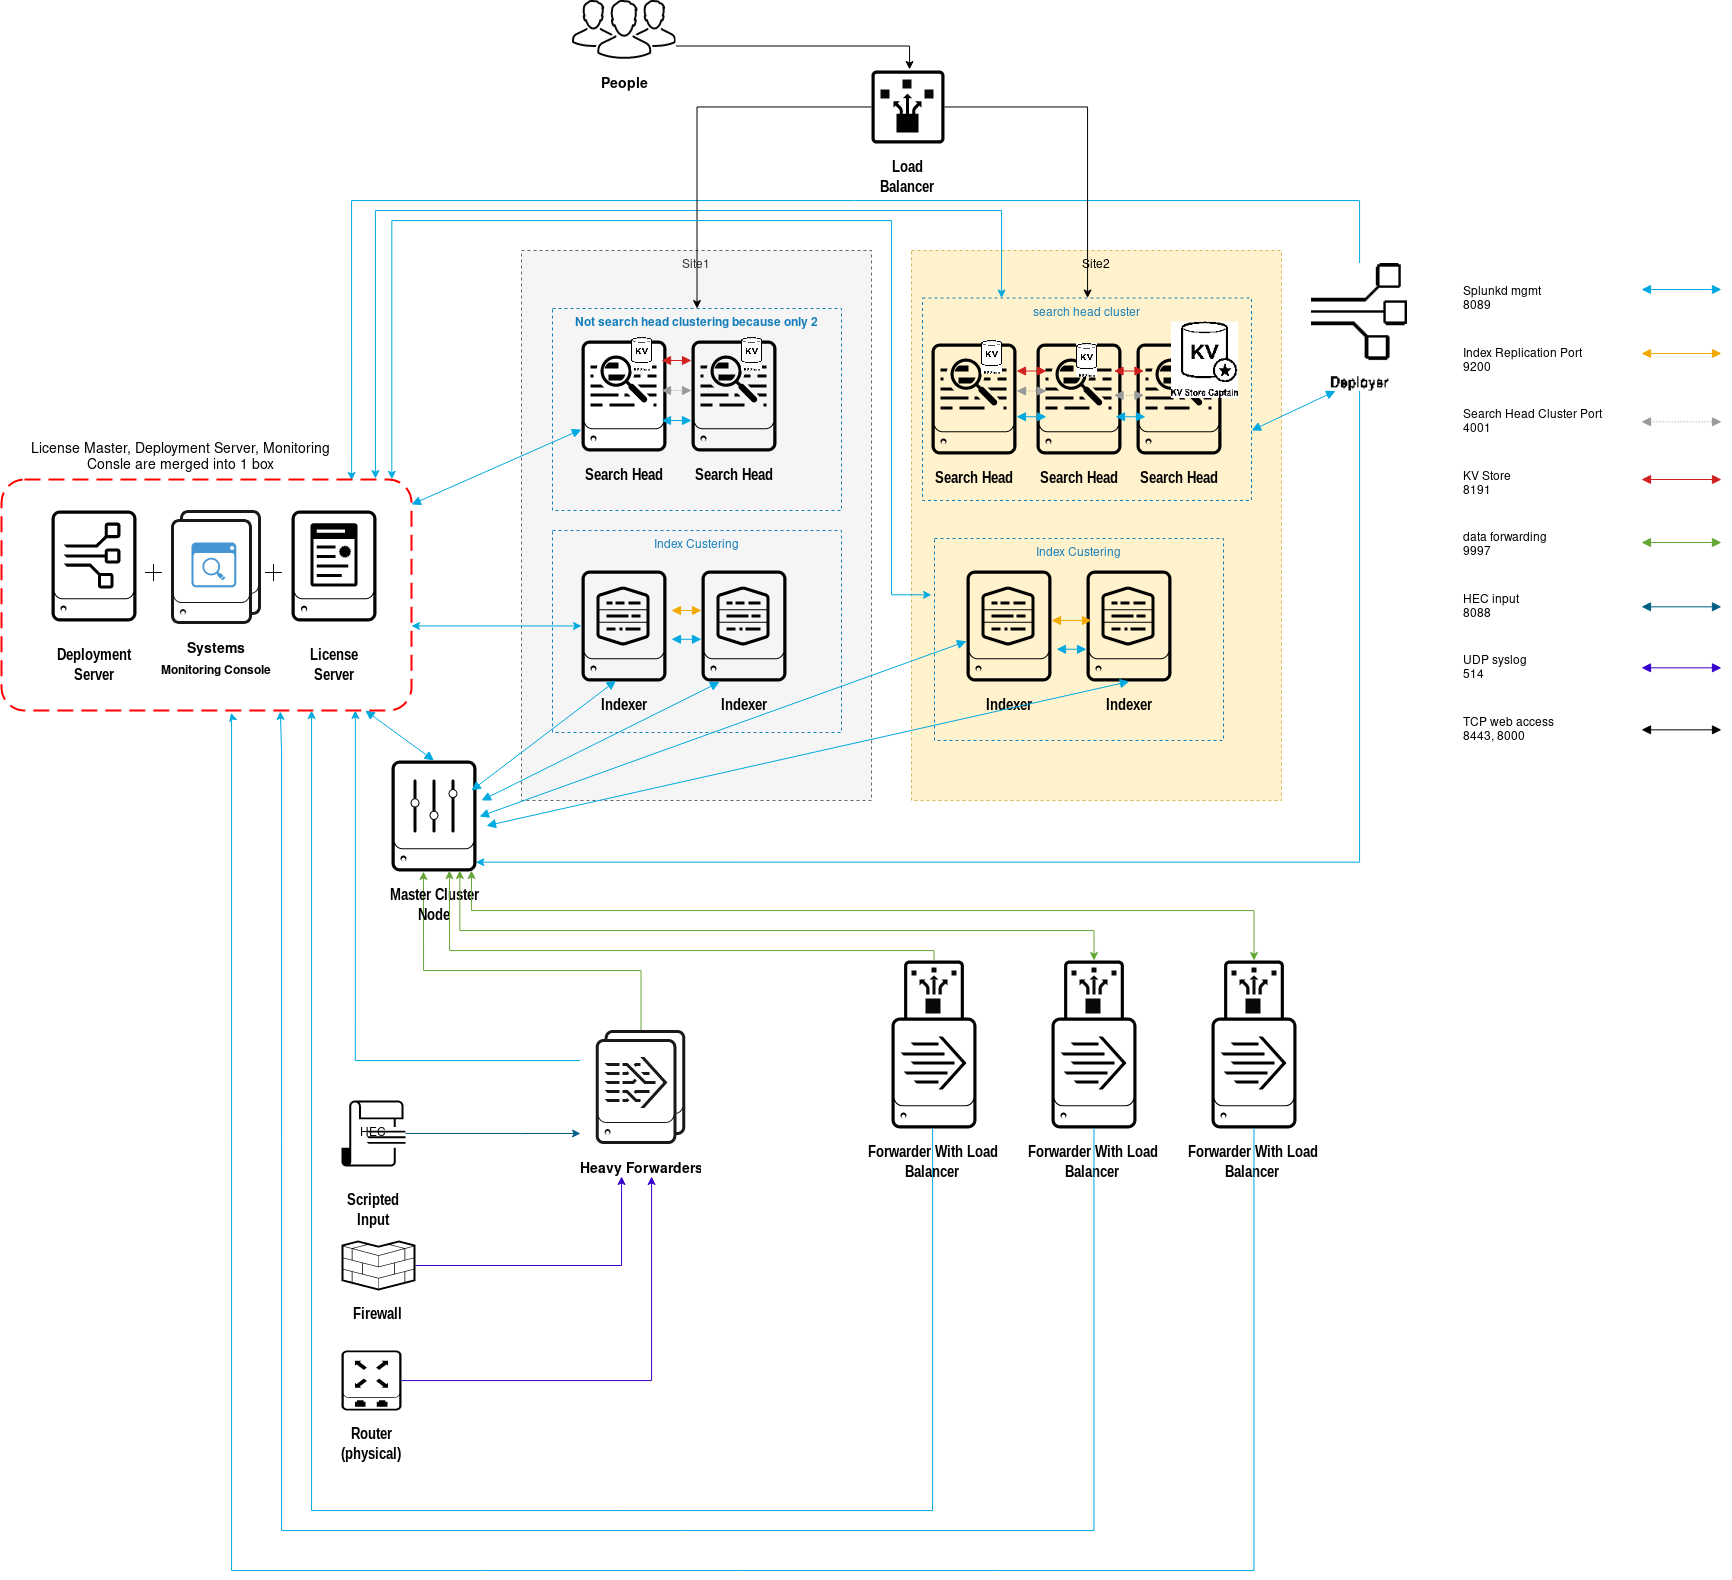 People
Load
Balancer
Site1
Site2
Not search head clustering because only 2
search head cluster
KV
KV
KV
KV
KV
KV Store Captain
Search Head
Search Head
Search Head
Search Head
Search Head
Deployer
Splunkd mgmt
8089
Index Replication Port
9200
Search Head Cluster Port
4001
KV Store
8191
data forwarding
9997
HEC input
8088
UDP syslog
514
TCP web access
8443, 8000
License Master, Deployment Server, Monitoring
Consle are merged into 1 box
Deployment
Server
Systems
Monitoring Console
License
Server
Index Custering
Index Custering
Indexer
Indexer
Indexer
Indexer
Master Cluster
Node
Heavy Forwarders
Forwarder With Load
Balancer
Forwarder With Load
Balancer
Forwarder With Load
Balancer
HEC
Scripted
Input
Firewall
Router
(physical)